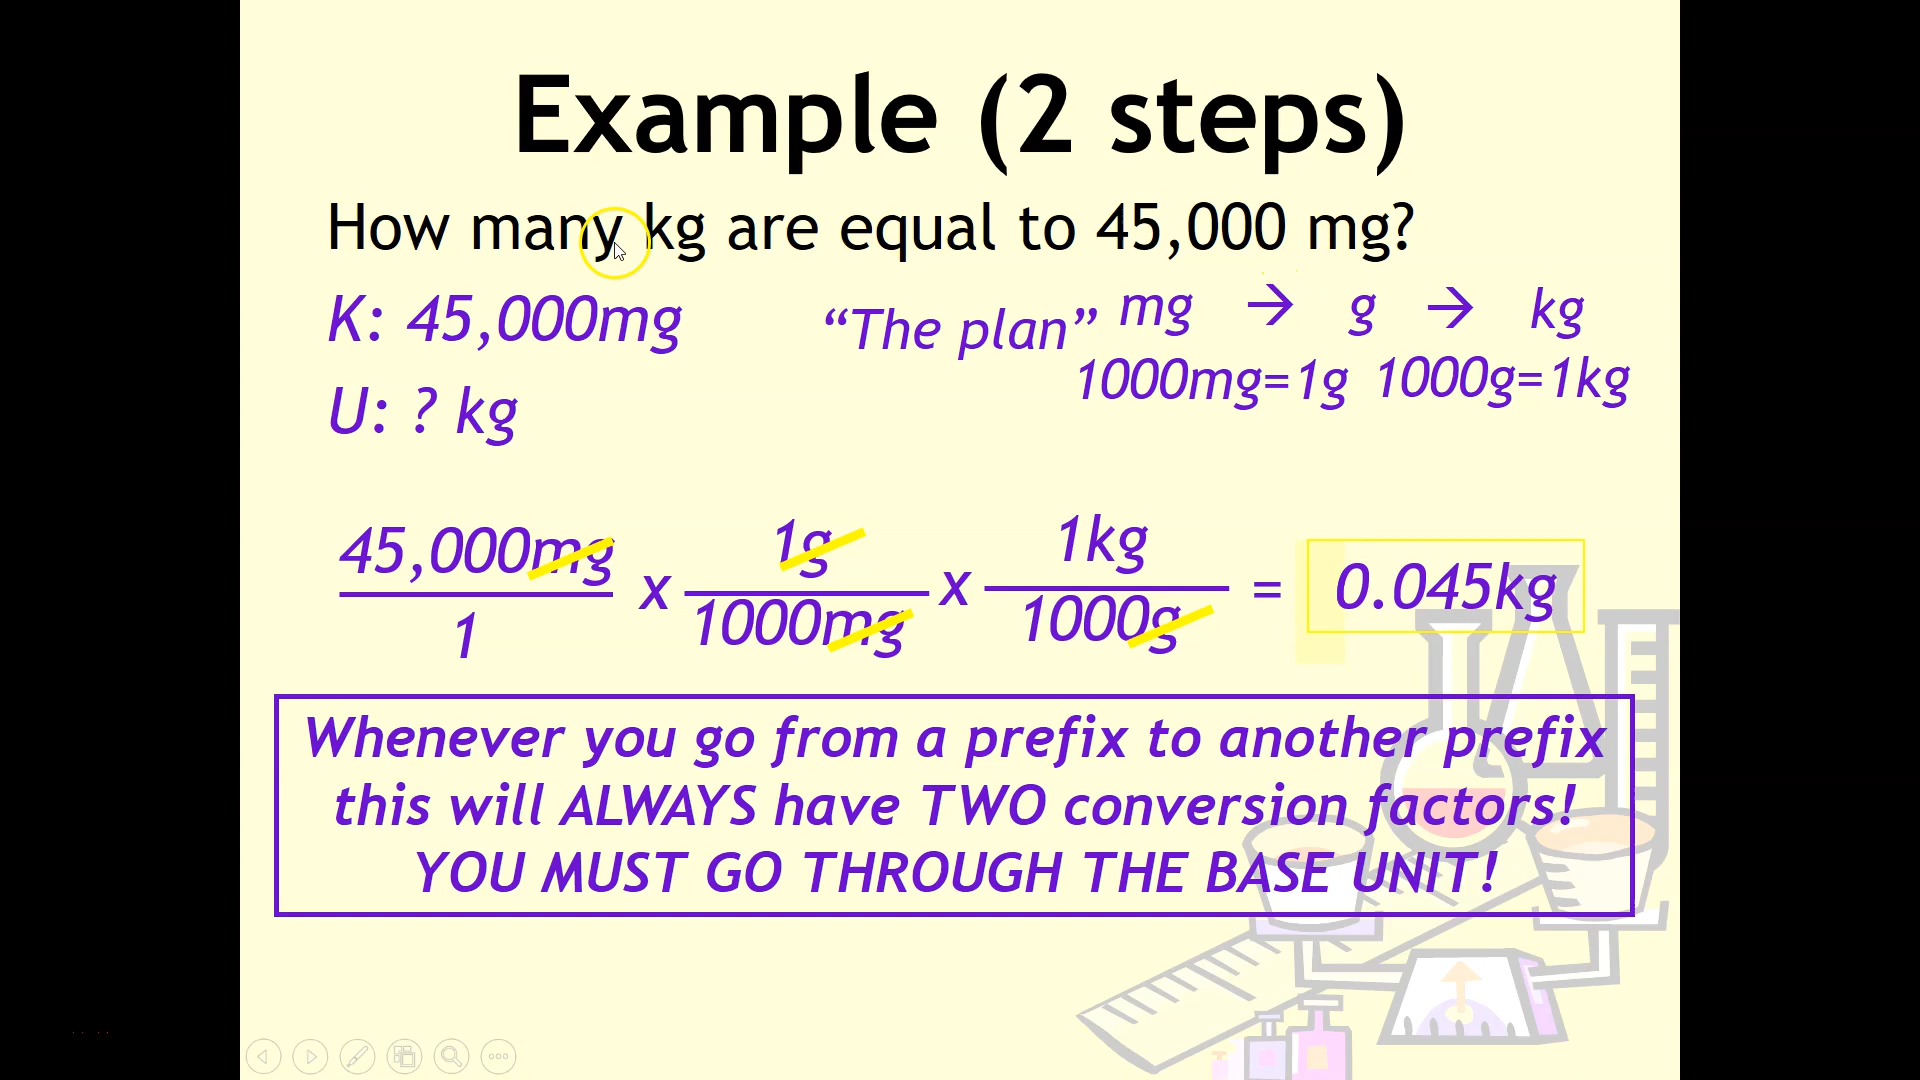 Example (2 steps)
How many kg are equal to 45,000 mg?
K: 45,000mg
“The plan” mg → g → kg
1000mg=1g 1000g=1kg
U: ? kg
45,000mg 1g 1kg
x x = 0.045kg
1 1000mg 1000g
Whenever you go from a prefix to another prefix
this will ALWAYS have TWO conversion factors!
YOU MUST GO THROUGH THE BASE UNIT!